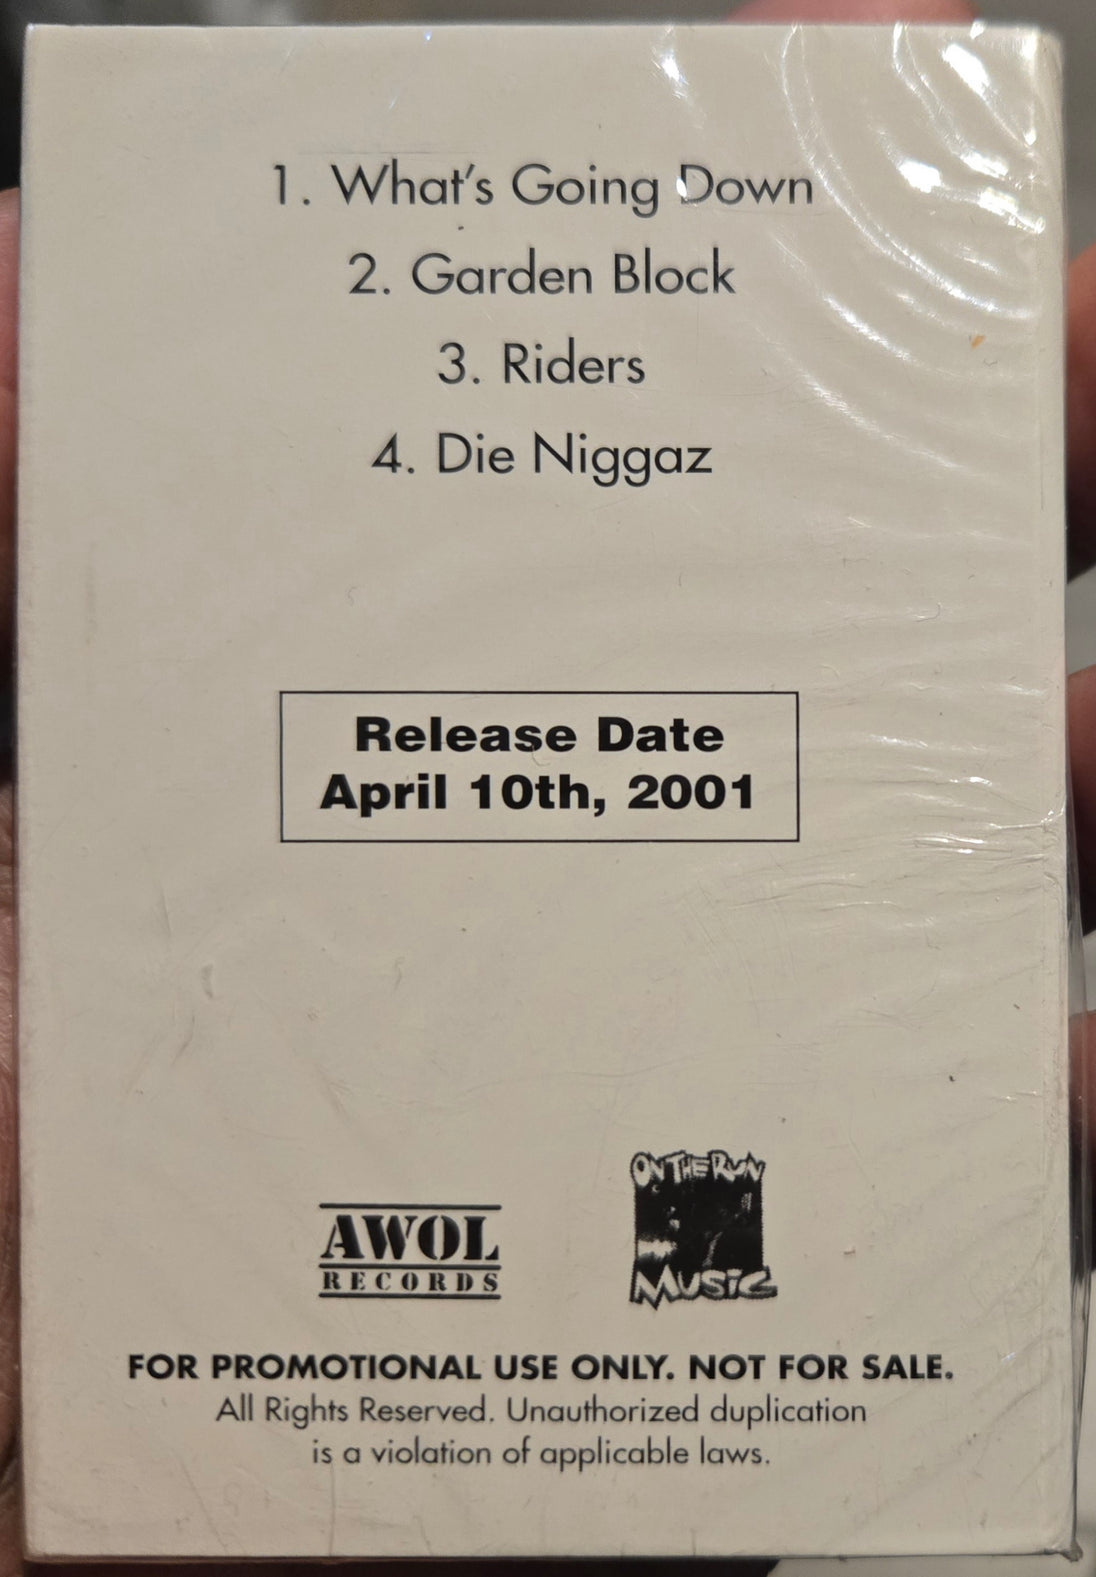 1. What's Going Down
2. Garden Block
3. Riders
4. Die Niggaz
Release Date
April 10th, 2001
AWOL
RECORDS
ON THE RUN
MUSIC
FOR PROMOTIONAL USE ONLY. NOT FOR SALE.
All Rights Reserved. Unauthorized duplication
is a violation of applicable laws.